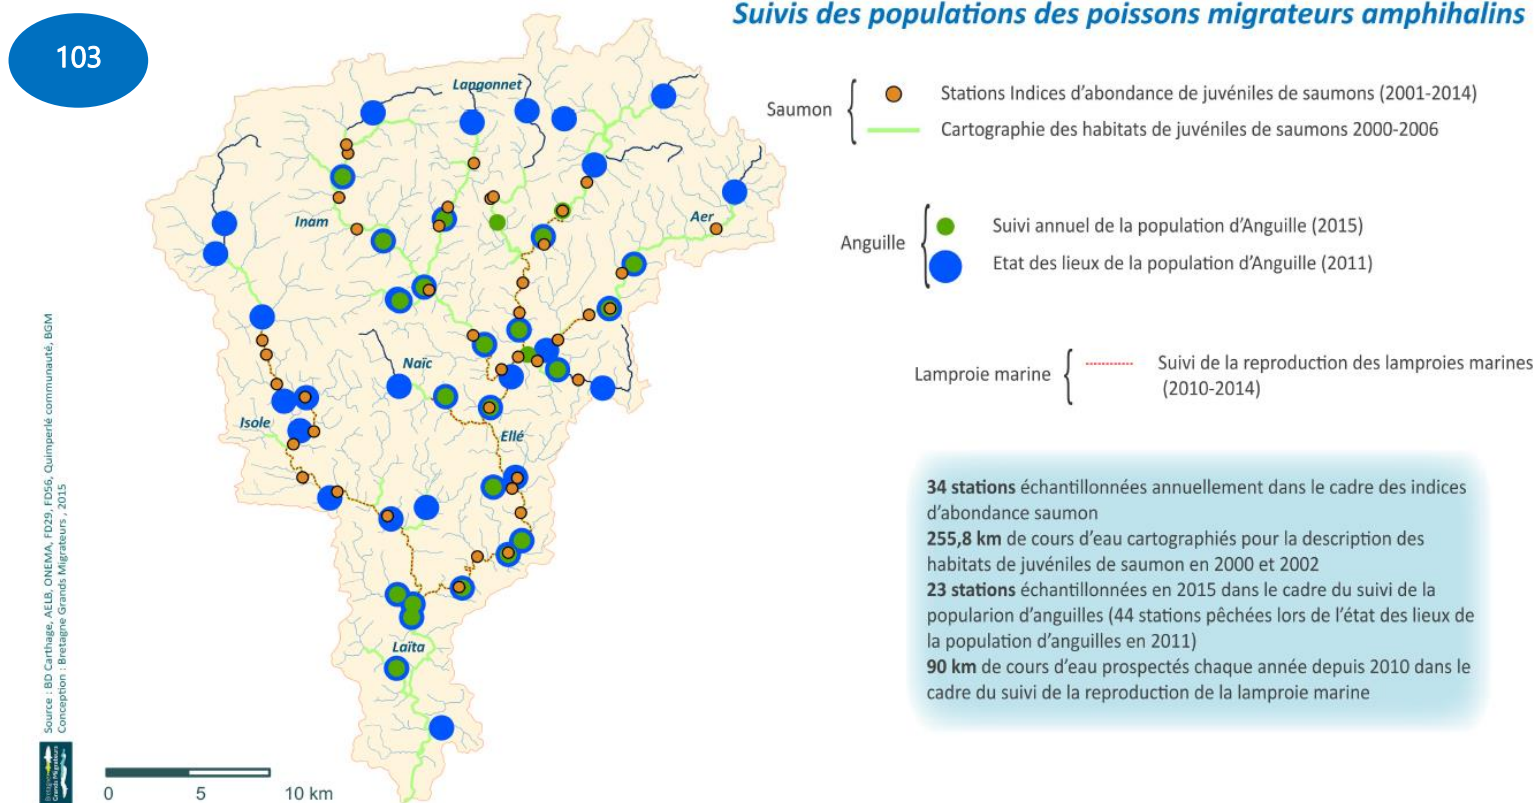 103
Suivis des populations des poissons migrateurs amphihalins
Saumon
Stations Indices d'abondance de juvéniles de saumons (2001-2014)
Cartographie des habitats de juvéniles de saumons 2000-2006
Anguille
Suivi annuel de la population d'Anguille (2015)
Etat des lieux de la population d'Anguille (2011)
Lamproie marine
Suivi de la reproduction des lamproies marines
(2010-2014)
34 stations échantillonnées annuellement dans le cadre des indices
d'abondance saumon
255,8 km de cours d'eau cartographiés pour la description des
habitats de juvéniles de saumon en 2000 et 2002
23 stations échantillonées en 2015 dans le cadre du suivi de la
popularion d'anguilles (44 stations pêchées lors de l'état des lieux de
la population d'anguilles en 2011)
90 km de cours d'eau prospectés chaque année depuis 2010 dans le
cadre du suivi de la reproduction de la lamproie marine
Langonnet
Inam
Aer
Naïc
Isole
Ellé
Laïta
Source : BD Carthage, AELB, ONEMA, FD29, FD56, Quimperlé communauté, BGM
Conception : Bretagne Grands Migrateurs, 2015
Bretagne
Grands Migrateurs
0 5 10 km